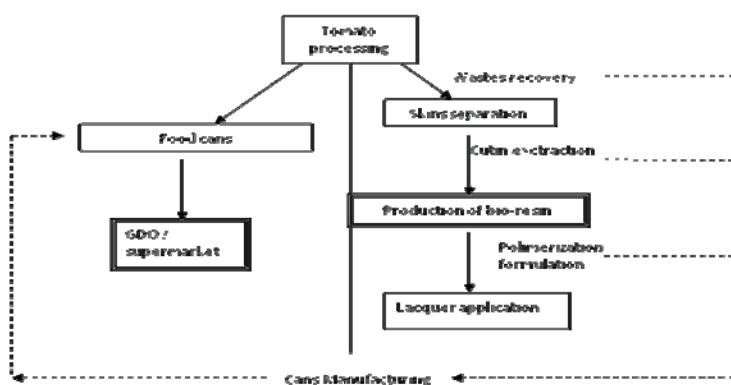 Tomato
processing
Wastes recovery
Skins separation
Food cans
Cutin extraction
Production of bio-resin
GDO /
supermarket
Polimerization
formulation
Lacquer application
Cans Manufacturing